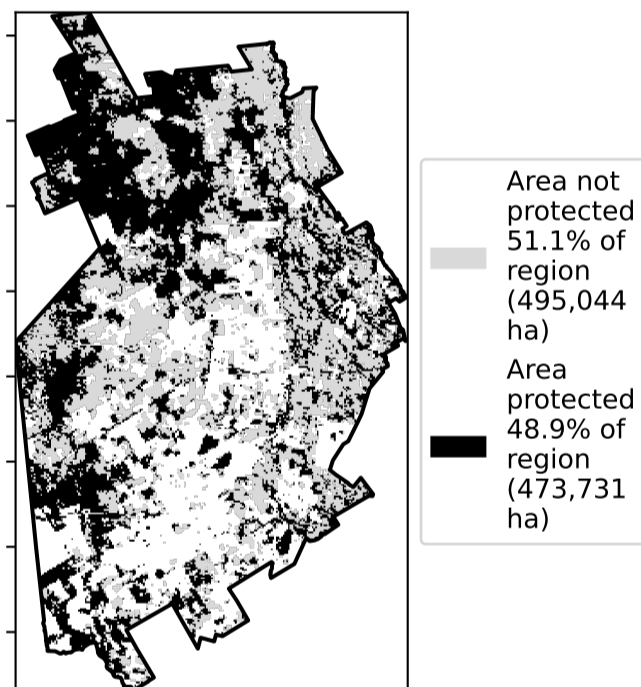 Area not
protected
51.1% of
region
(495,044
ha)
Area
protected
48.9% of
region
(473,731
ha)